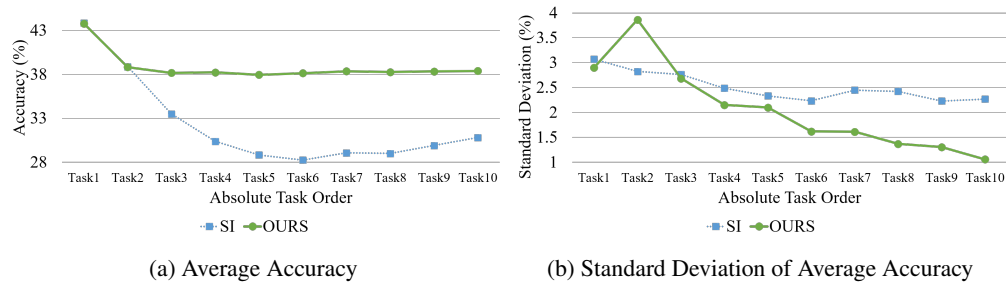 Accuracy (%)
43
38
33
28
Task1 Task2 Task3 Task4 Task5 Task6 Task7 Task8 Task9 Task10
Absolute Task Order
SI OURS
(a) Average Accuracy
Standard Deviation (%)
4
3.5
3
2.5
2
1.5
1
Task1 Task2 Task3 Task4 Task5 Task6 Task7 Task8 Task9 Task10
Absolute Task Order
SI OURS
(b) Standard Deviation of Average Accuracy